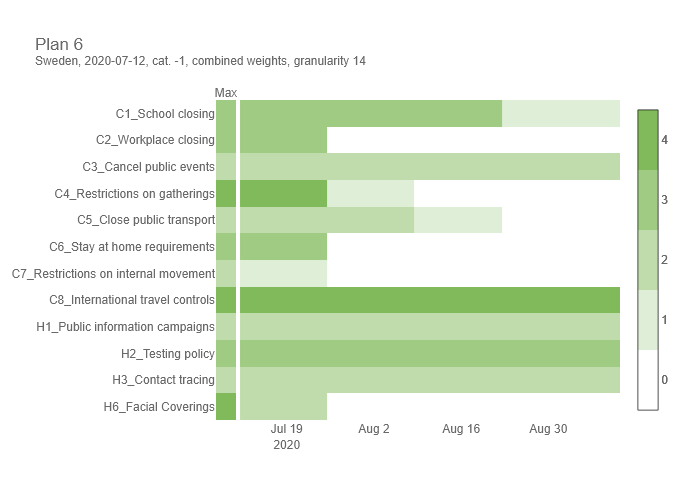 Plan 6
Sweden, 2020-07-12, cat. -1, combined weights, granularity 14
Max
C1_School closing
C2_Workplace closing
C3_Cancel public events
C4_Restrictions on gatherings
C5_Close public transport
C6_Stay at home requirements
C7_Restrictions on internal movement
C8_International travel controls
H1_Public information campaigns
H2_Testing policy
H3_Contact tracing
H6_Facial Coverings
Jul 19 Aug 2 Aug 16 Aug 30
2020
4
3
2
1
0